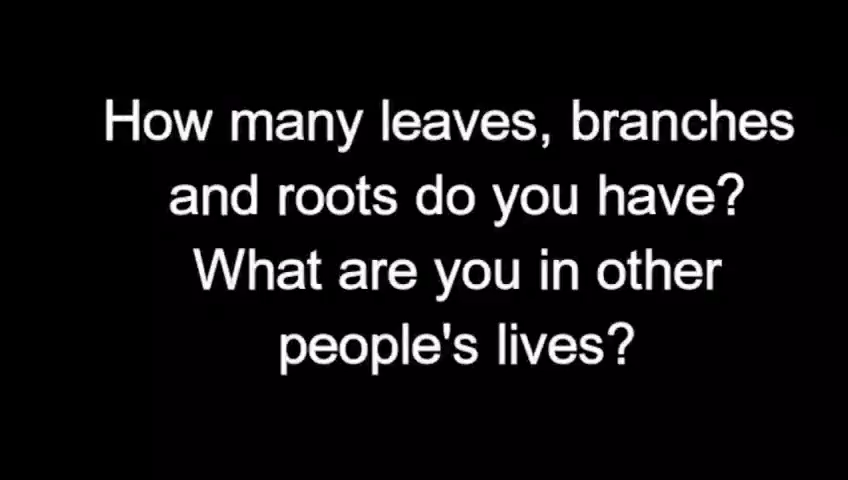 How many leaves, branches
and roots do you have?
What are you in other
people's lives?